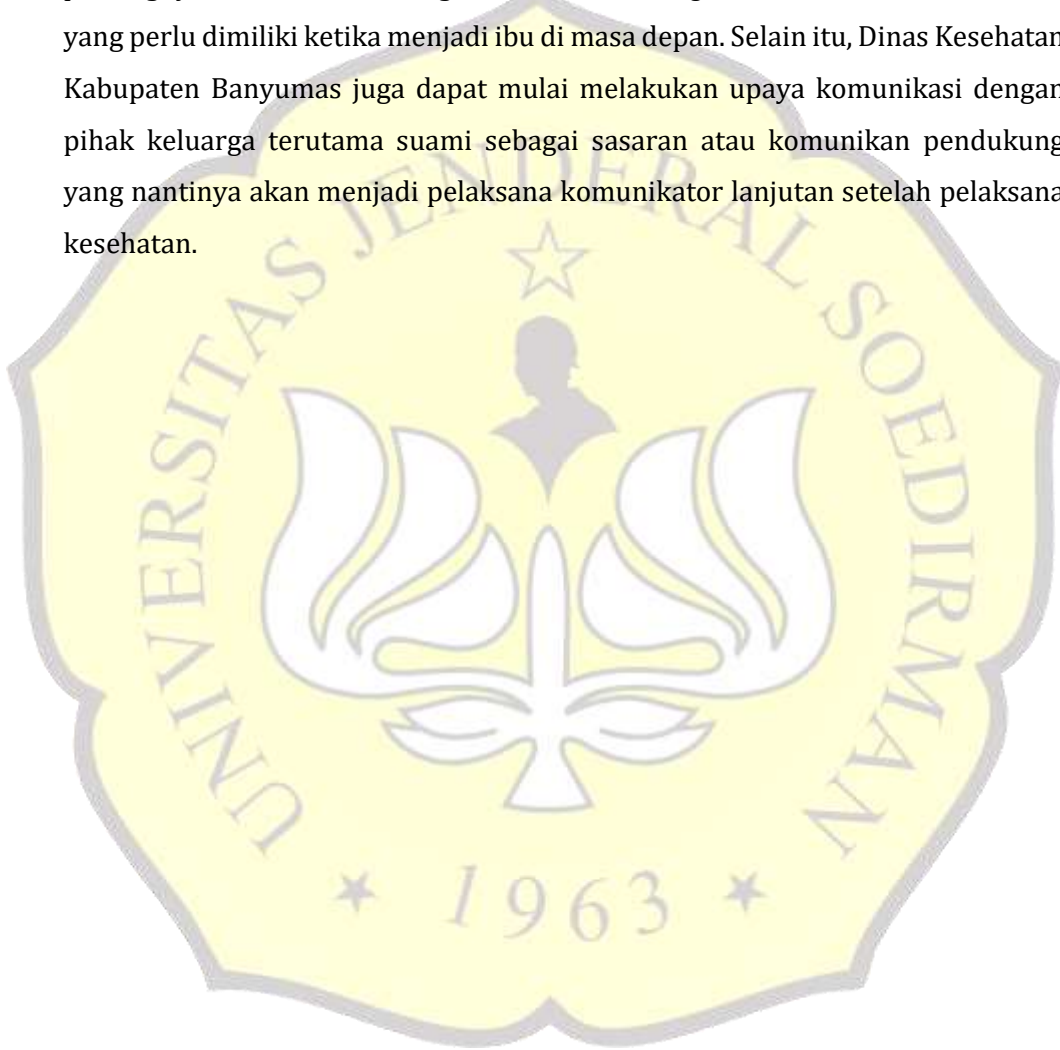 yang perlu dimiliki ketika menjadi ibu di masa depan. Selain itu, Dinas Kesehatan
Kabupaten Banyumas juga dapat mulai melakukan upaya komunikasi dengan
pihak keluarga terutama suami sebagai sasaran atau komunikan pendukung
yang nantinya akan menjadi pelaksana komunikator lanjutan setelah pelaksana
kesehatan.
UNIVERSITAS JENDERAL SOEDIRMAN
1963